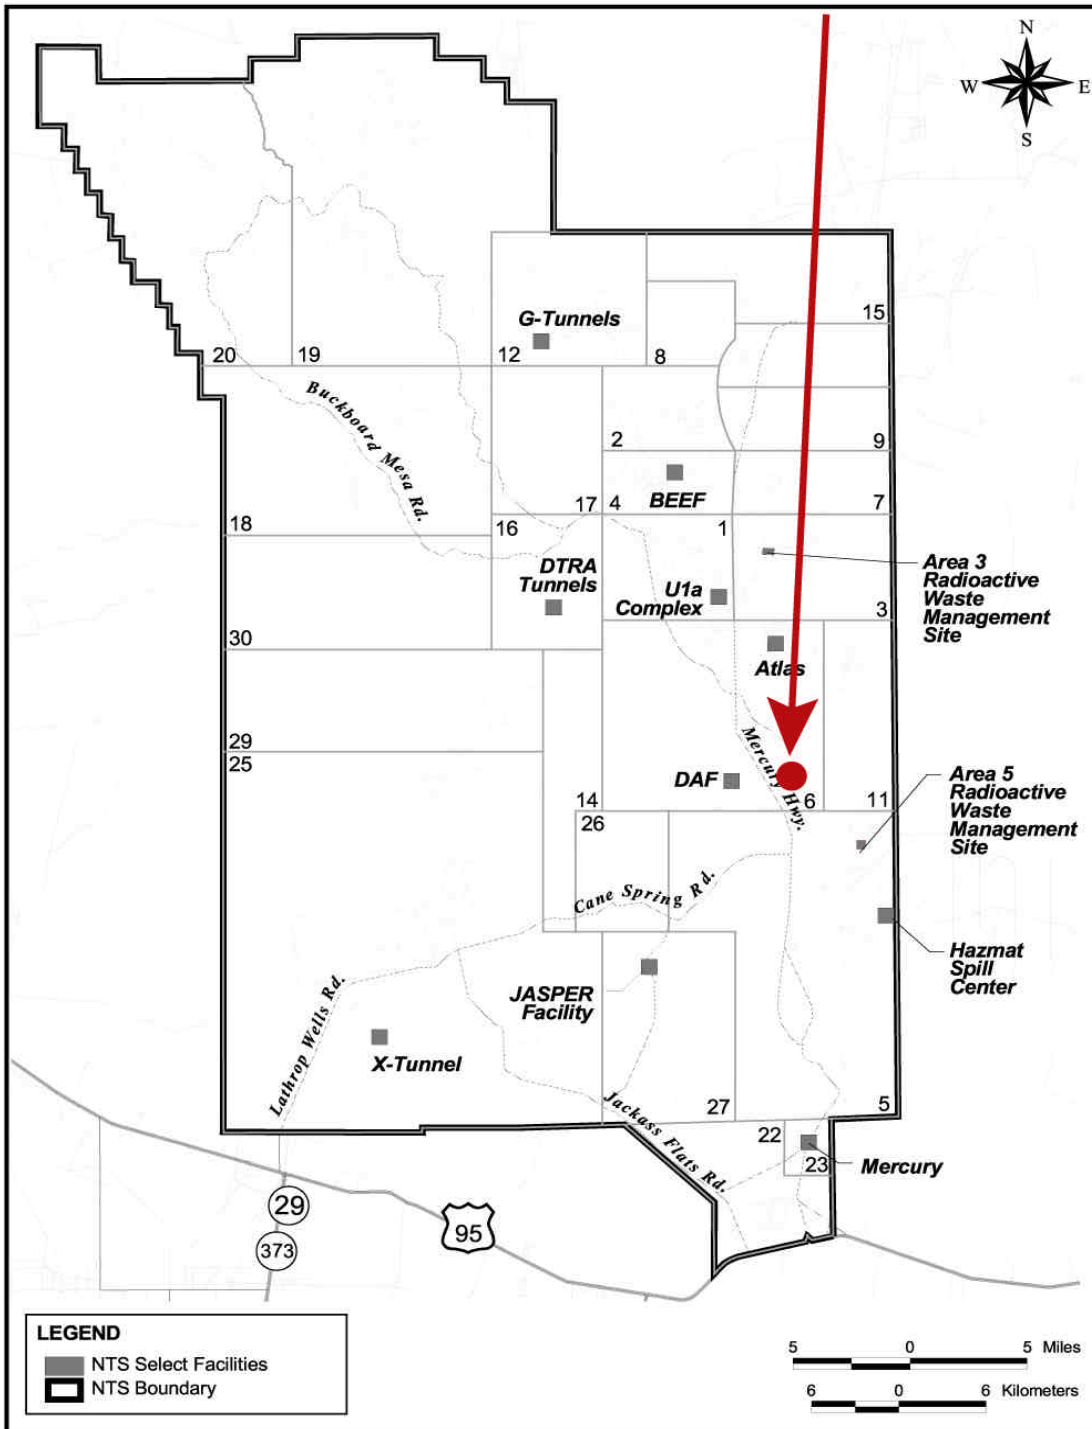 N
W
E
S
15
G-Tunnels
20
19
12
8
Buckboard Mesa Rd.
2
9
BEEF
17
4
7
18
16
1
DTRA
Tunnels
U1a
Complex
Area 3
Radioactive
Waste
Management
Site
3
30
Atlas
29
25
Mercury Hwy.
DAF
14
6
11
26
Area 5
Radioactive
Waste
Management
Site
Cane Spring Rd.
Hazmat
Spill
Center
JASPER
Facility
Lathrop Wells Rd.
X-Tunnel
Jackass Flats Rd.
27
5
22
23
Mercury
29
95
373
LEGEND
NTS Select Facilities
NTS Boundary
5 0 5 Miles
6 0 6 Kilometers